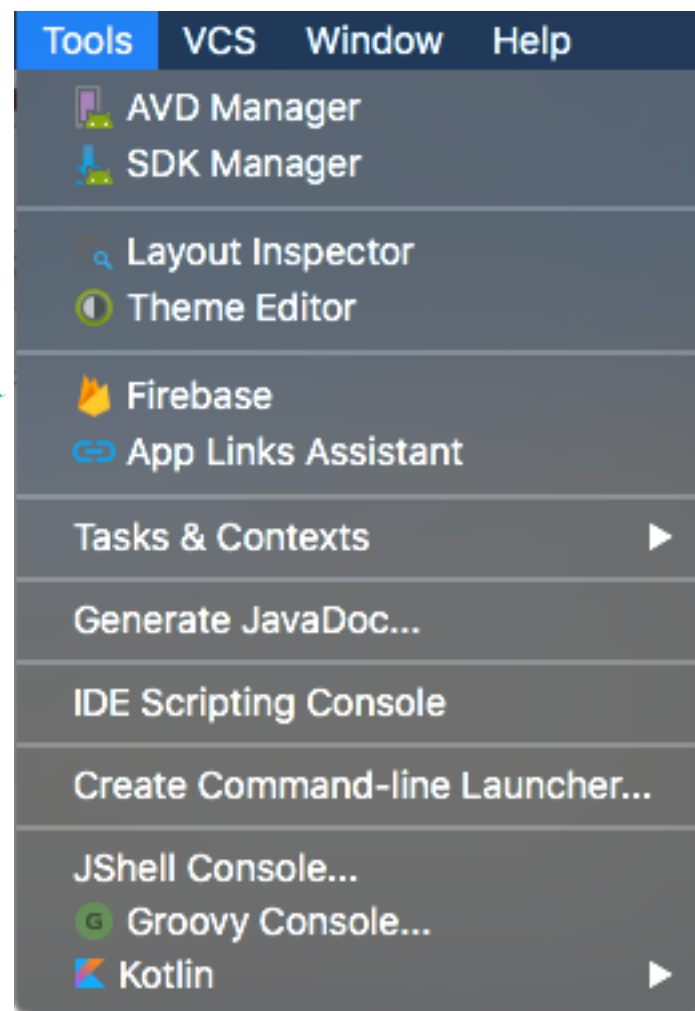 Tools VCS Window Help
AVD Manager
SDK Manager
Layout Inspector
Theme Editor
Firebase
App Links Assistant
Tasks & Contexts
Generate JavaDoc...
IDE Scripting Console
Create Command-line Launcher...
JShell Console...
G Groovy Console...
Kotlin